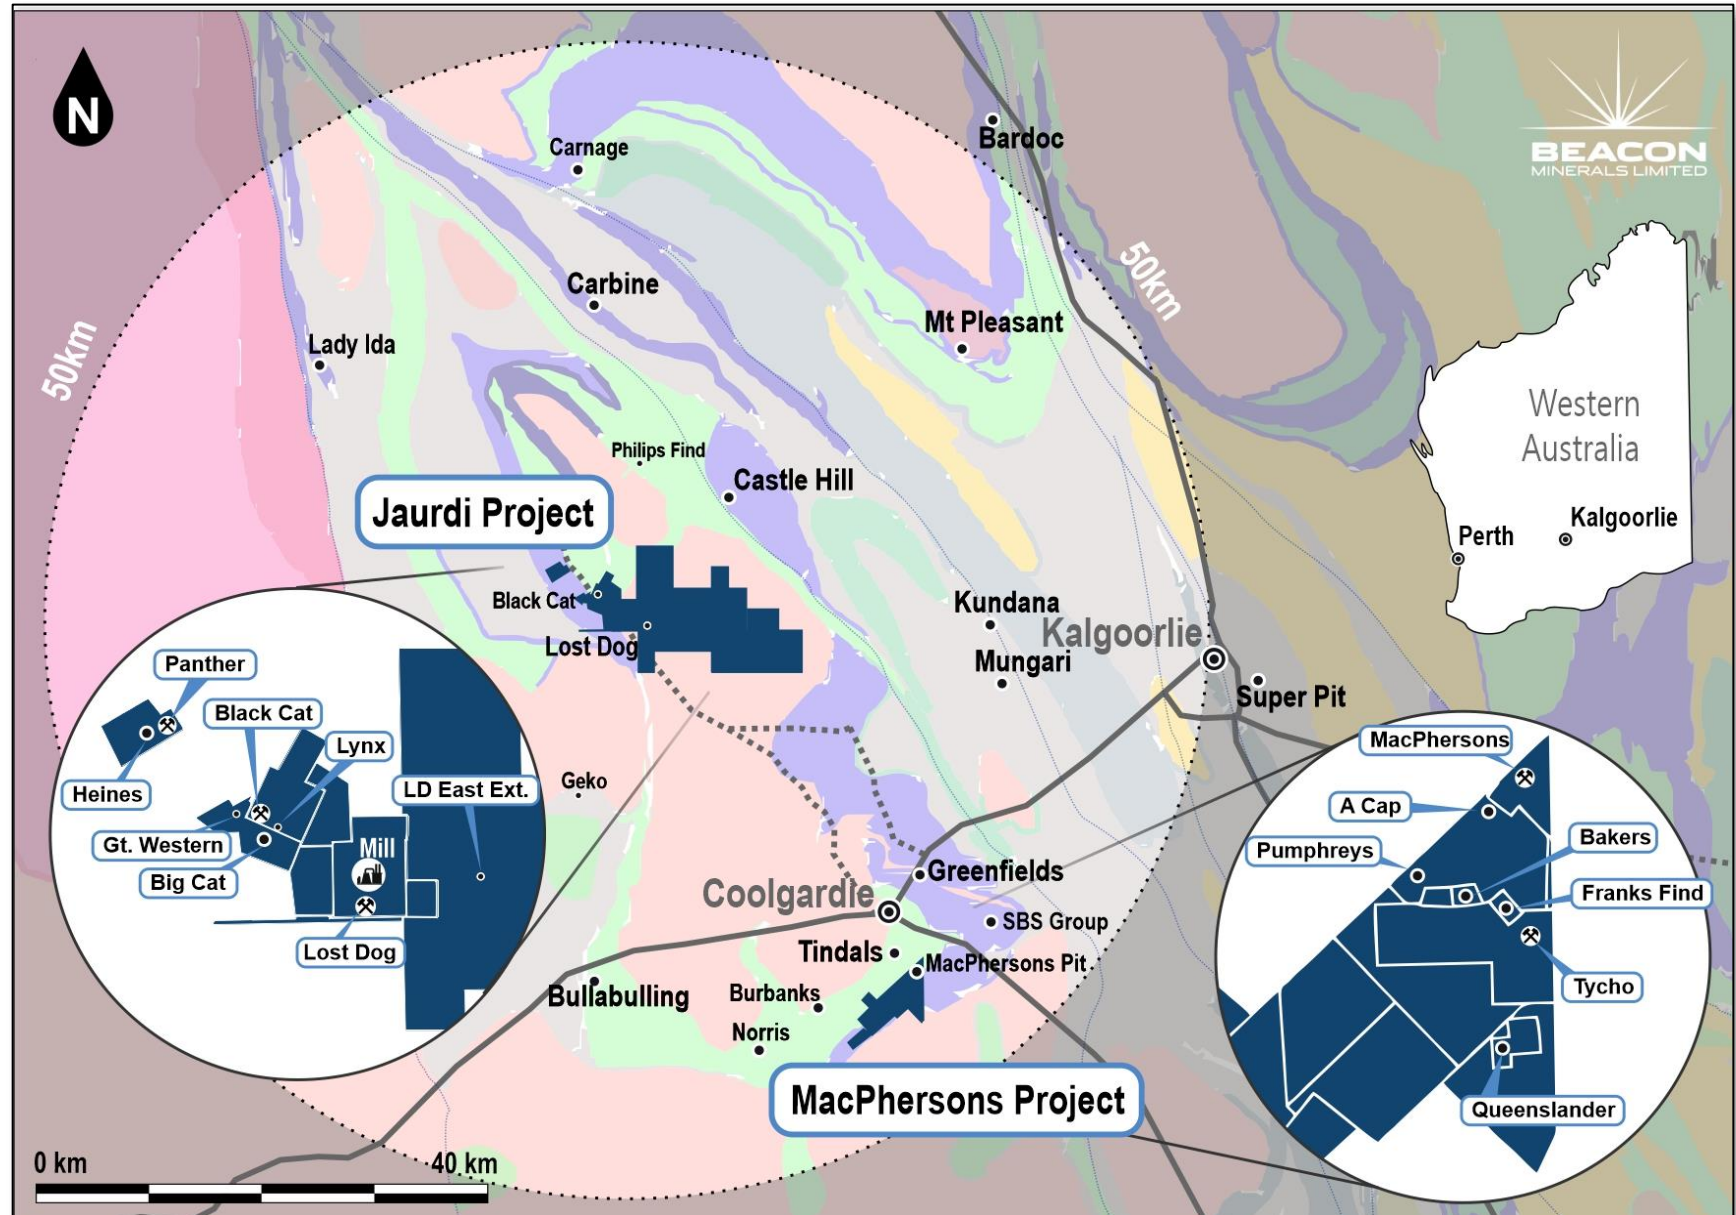 N
Carnage
Bardoc
BEACON
MINERALS LIMITED
50km
Carbine
Mt Pleasant
Lady Ida
50km
Western
Australia
Philips Find
Castle Hill
Jaurdi Project
Perth
Kalgoorlie
Black Cat
Kundana
Kalgoorlie
Lost Dog
Mungari
Super Pit
Panther
Black Cat
Lynx
Heines
LD East Ext.
Gt. Western
Mill
Big Cat
Lost Dog
Geko
MacPhersons
A Cap
Bakers
Pumphreys
Franks Find
Tycho
Queenslander
Greenfields
Coolgardie
SBS Group
Tindals
MacPhersons Pit
Bullabulling
Burbanks
Norris
MacPhersons Project
0 km
40 km